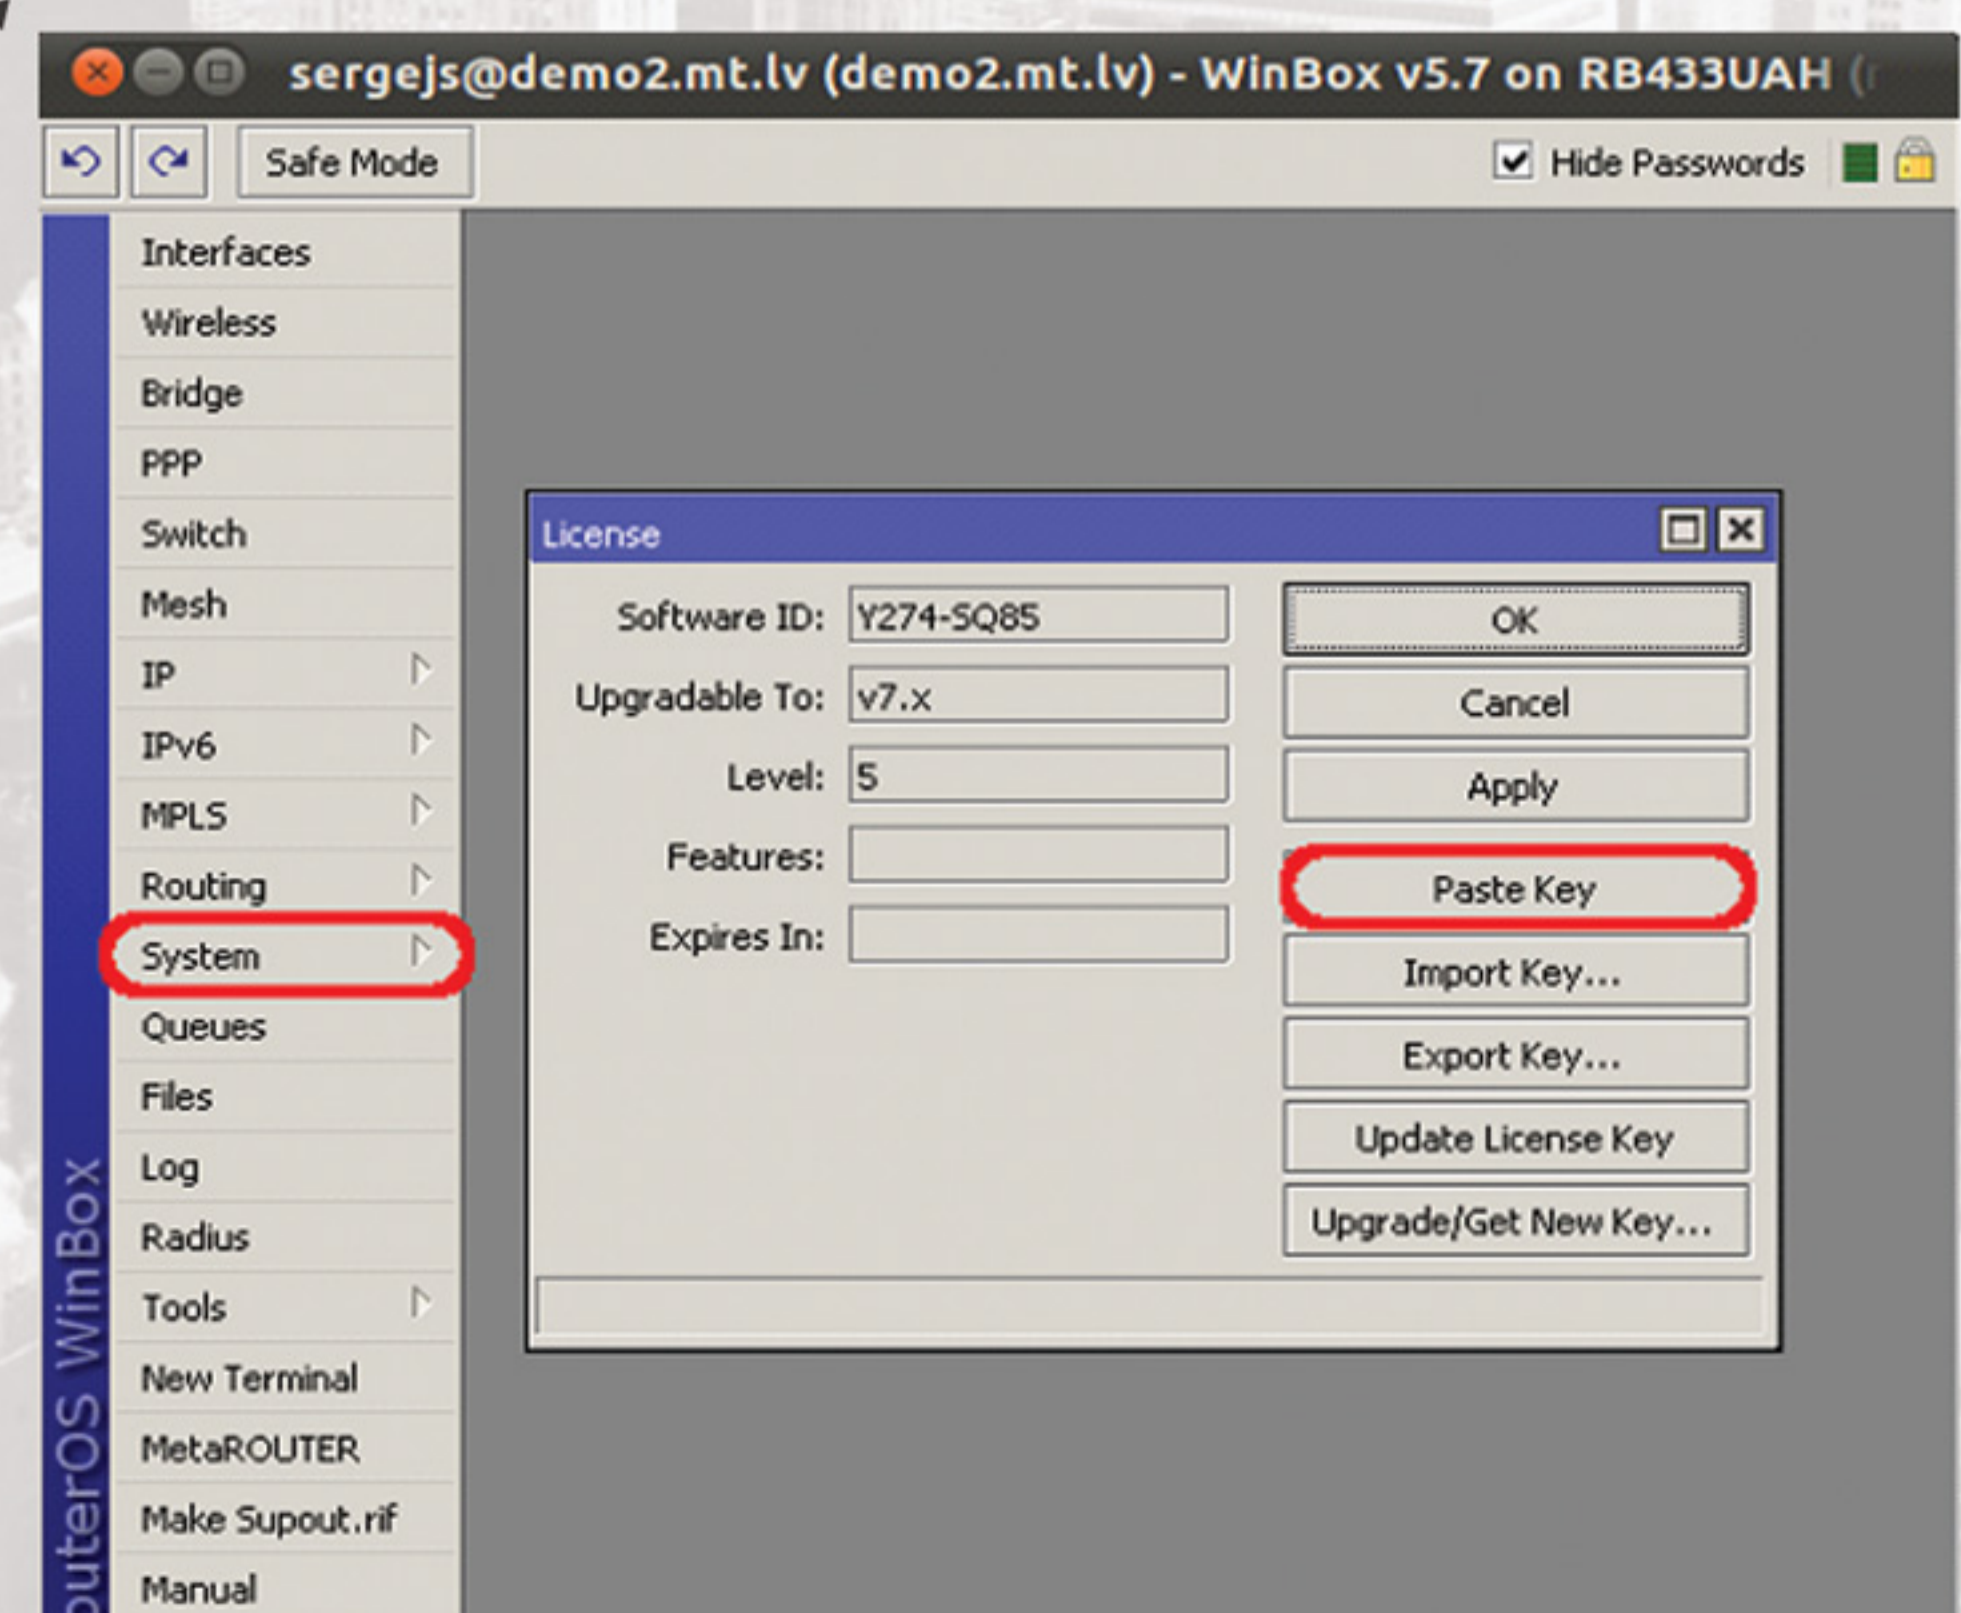 sergejs@demo2.mt.lv (demo2.mt.lv) - WinBox v5.7 on RB433UAH (
Safe Mode
Hide Passwords
Interfaces
Wireless
Bridge
PPP
Switch
Mesh
IP
IPv6
MPLS
Routing
System
Queues
Files
Log
Radius
Tools
New Terminal
MetaROUTER
Make Supout.rif
Manual
outerOS WinBox
License
Software ID: Y274-SQ85
Upgradable To: v7.x
Level: 5
Features:
Expires In:
OK
Cancel
Apply
Paste Key
Import Key...
Export Key...
Update License Key
Upgrade/Get New Key...